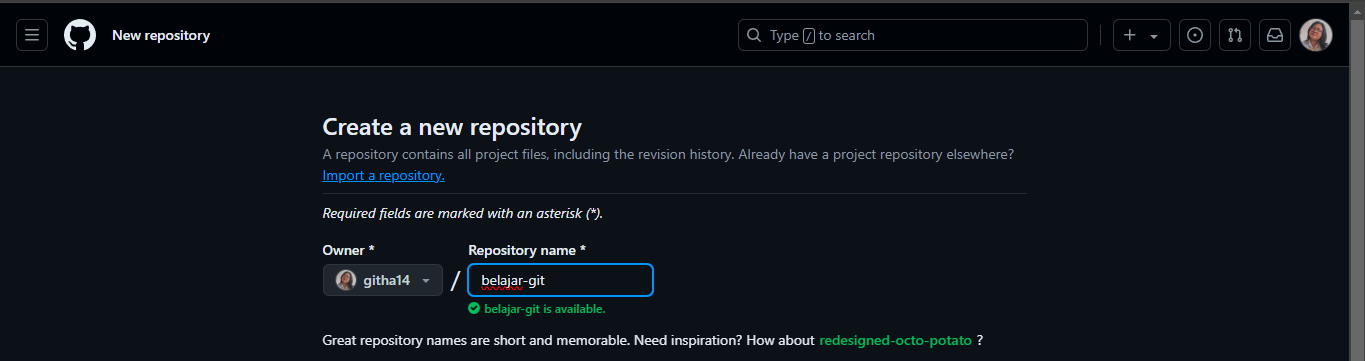 New repository
Type / to search
Create a new repository
A repository contains all project files, including the revision history. Already have a project repository elsewhere?
Import a repository.
Required fields are marked with an asterisk (*).
Owner *
Repository name *
githa14 / belajar-git
belajar-git is available.
Great repository names are short and memorable. Need inspiration? How about redesigned-octo-potato ?